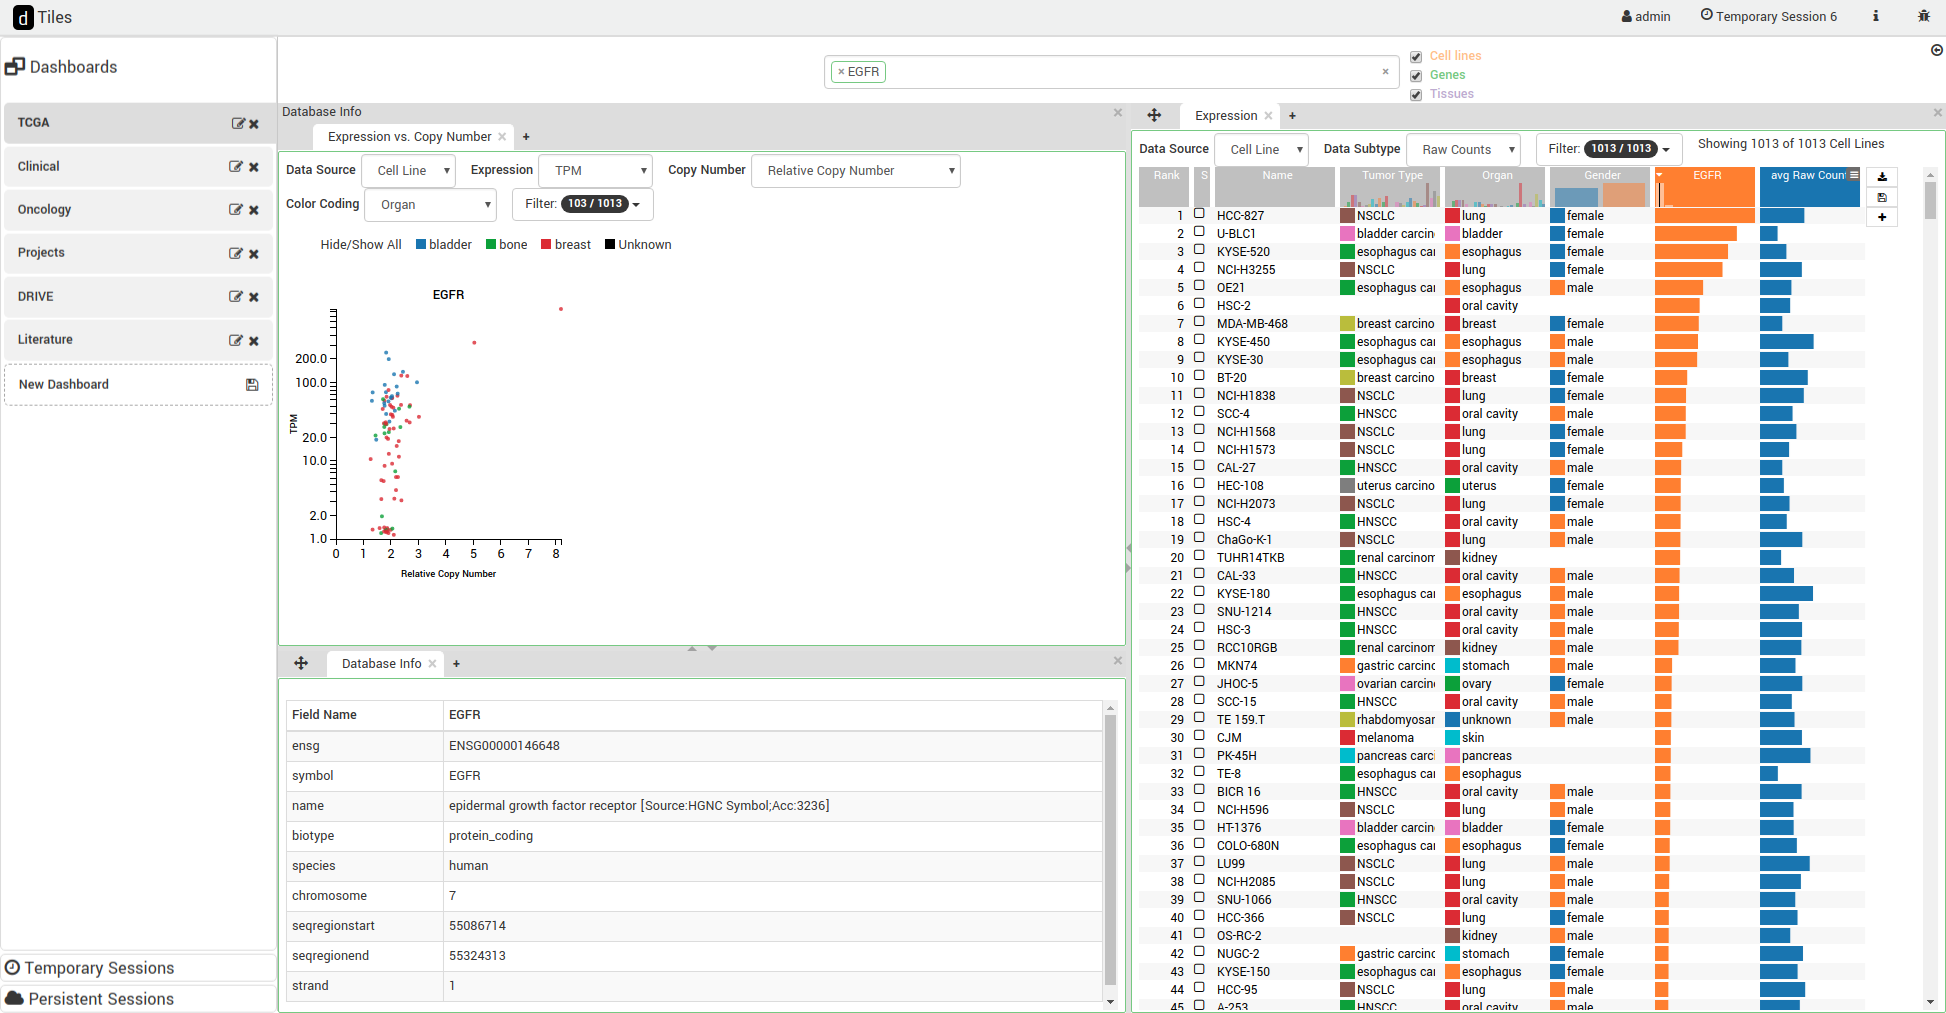 d Tiles
admin
Temporary Session 6
Dashboards
TCGA
Clinical
Oncology
Projects
DRIVE
Literature
New Dashboard
Temporary Sessions
Persistent Sessions
× EGFR ×
Cell lines
Genes
Tissues
Database Info
Expression vs. Copy Number × +
Data Source Cell Line Expression TPM Copy Number Relative Copy Number
Color Coding Organ Filter: 103 / 1013
Hide/Show All bladder bone breast Unknown
EGFR
200.0
100.0
TPM
20.0
10.0
2.0
1.0
0 1 2 3 4 5 6 7 8
Relative Copy Number
Database Info × +
Field Name EGFR
ensg ENSG00000146648
symbol EGFR
name epidermal growth factor receptor [Source:HGNC Symbol;Acc:3236]
biotype protein_coding
species human
chromosome 7
seqregionstart 55086714
seqregionend 55324313
strand 1
Expression × +
Data Source Cell Line Data Subtype Raw Counts Filter: 1013 / 1013 Showing 1013 of 1013 Cell Lines
Rank S Name Tumor Type Organ Gender EGFR avg Raw Count
1 HCC-827 NSCLC lung female
2 U-BLC1 bladder carcin bladder female
3 KYSE-520 esophagus car esophagus female
4 NCI-H3255 NSCLC lung female
5 OE21 esophagus car esophagus male
6 HSC-2 oral cavity
7 MDA-MB-468 breast carcino breast female
8 KYSE-450 esophagus car esophagus male
9 KYSE-30 esophagus car esophagus male
10 BT-20 breast carcino breast female
11 NCI-H1838 NSCLC lung female
12 SCC-4 HNSCC oral cavity male
13 NCI-H1568 NSCLC lung female
14 NCI-H1573 NSCLC lung female
15 CAL-27 HNSCC oral cavity male
16 HEC-108 uterus carcino uterus female
17 NCI-H2073 NSCLC lung female
18 HSC-4 HNSCC oral cavity male
19 ChaGo-K-1 NSCLC lung male
20 TUHR14TKB renal carcinom kidney
21 CAL-33 HNSCC oral cavity male
22 KYSE-180 esophagus car esophagus male
23 SNU-1214 HNSCC oral cavity male
24 HSC-3 HNSCC oral cavity male
25 RCC10RGB renal carcinom kidney male
26 MKN74 gastric carcinc stomach male
27 JHOC-5 ovarian carcin ovary female
28 SCC-15 HNSCC oral cavity male
29 TE 159.T rhabdomyosar unknown male
30 CJM melanoma skin
31 PK-45H pancreas carci pancreas
32 TE-8 esophagus car esophagus
33 BICR 16 HNSCC oral cavity male
34 NCI-H596 NSCLC lung male
35 HT-1376 bladder carcin bladder female
36 COLO-680N esophagus car esophagus female
37 LU99 NSCLC lung male
38 NCI-H2085 NSCLC lung male
39 SNU-1066 HNSCC oral cavity male
40 HCC-366 NSCLC lung female
41 OS-RC-2 kidney male
42 NUGC-2 gastric carcinc stomach female
43 KYSE-150 esophagus car esophagus female
44 HCC-95 NSCLC lung male
45 A-253 HNSCC oral cavity male